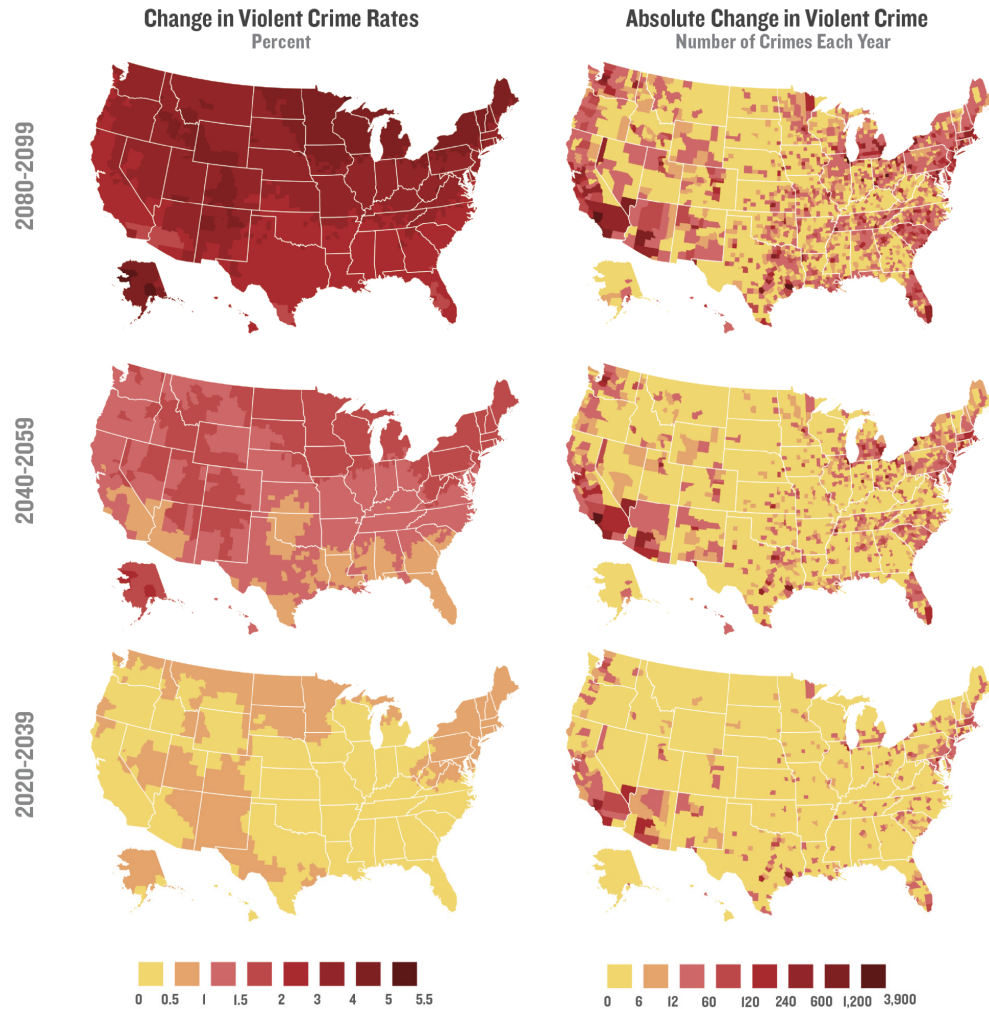 Change in Violent Crime Rates
Percent
Absolute Change in Violent Crime
Number of Crimes Each Year
2080-2099
2040-2059
2020-2039
0 0.5 1 1.5 2 3 4 5 5.5
0 6 12 60 120 240 600 1,200 3,900